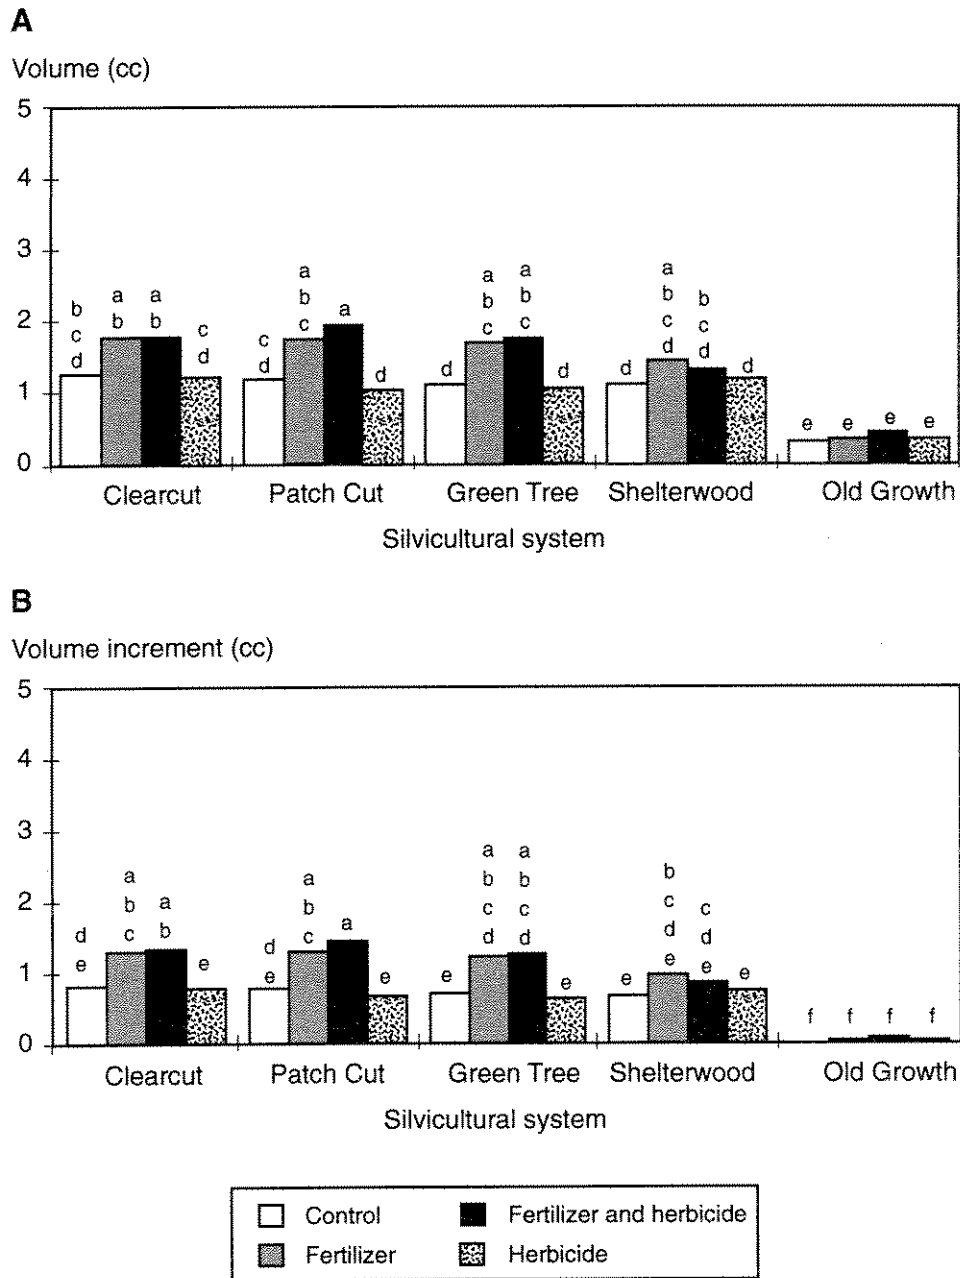 A
Volume (cc)
5
4
3
2
1
0
b c d
a b
a b
c d
c d
a b c
a
d
d
a b c
a b c
d
d
a b c d
b c d
d
e e e e
Clearcut Patch Cut Green Tree Shelterwood Old Growth
Silvicultural system
B
Volume increment (cc)
5
4
3
2
1
0
d e
a b c
a b
e
d e
a b c
a
e
e
a b c d
a b c d
e
e
b c d e
c d e
e
f f f f
Clearcut Patch Cut Green Tree Shelterwood Old Growth
Silvicultural system
Control Fertilizer and herbicide
Fertilizer Herbicide